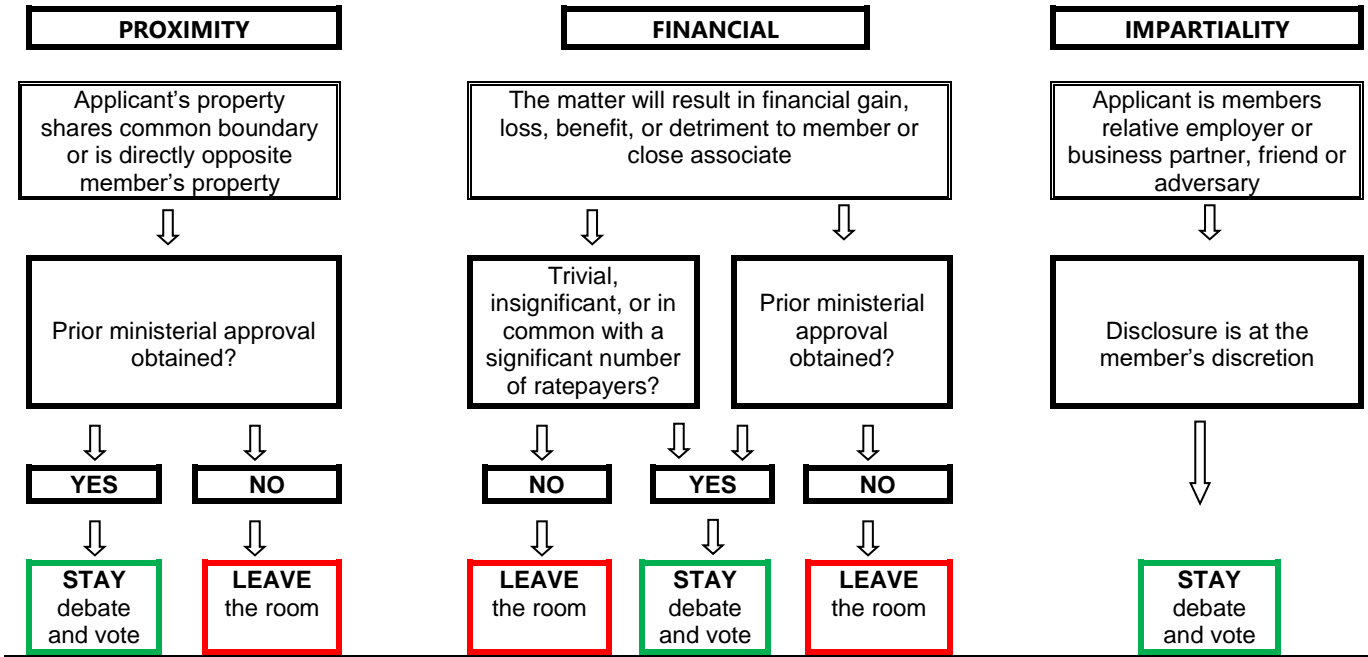 PROXIMITY
FINANCIAL
IMPARTIALITY
Applicant's property
shares common boundary
or is directly opposite
member's property
The matter will result in financial gain,
loss, benefit, or detriment to member or
close associate
Applicant is members
relative employer or
business partner, friend or
adversary
Prior ministerial approval
obtained?
Trivial,
insignificant, or in
common with a
significant number
of ratepayers?
Prior ministerial
approval
obtained?
Disclosure is at the
member's discretion
YES
NO
NO
YES
NO
STAY
debate
and vote
LEAVE
the room
LEAVE
the room
STAY
debate
and vote
LEAVE
the room
STAY
debate
and vote